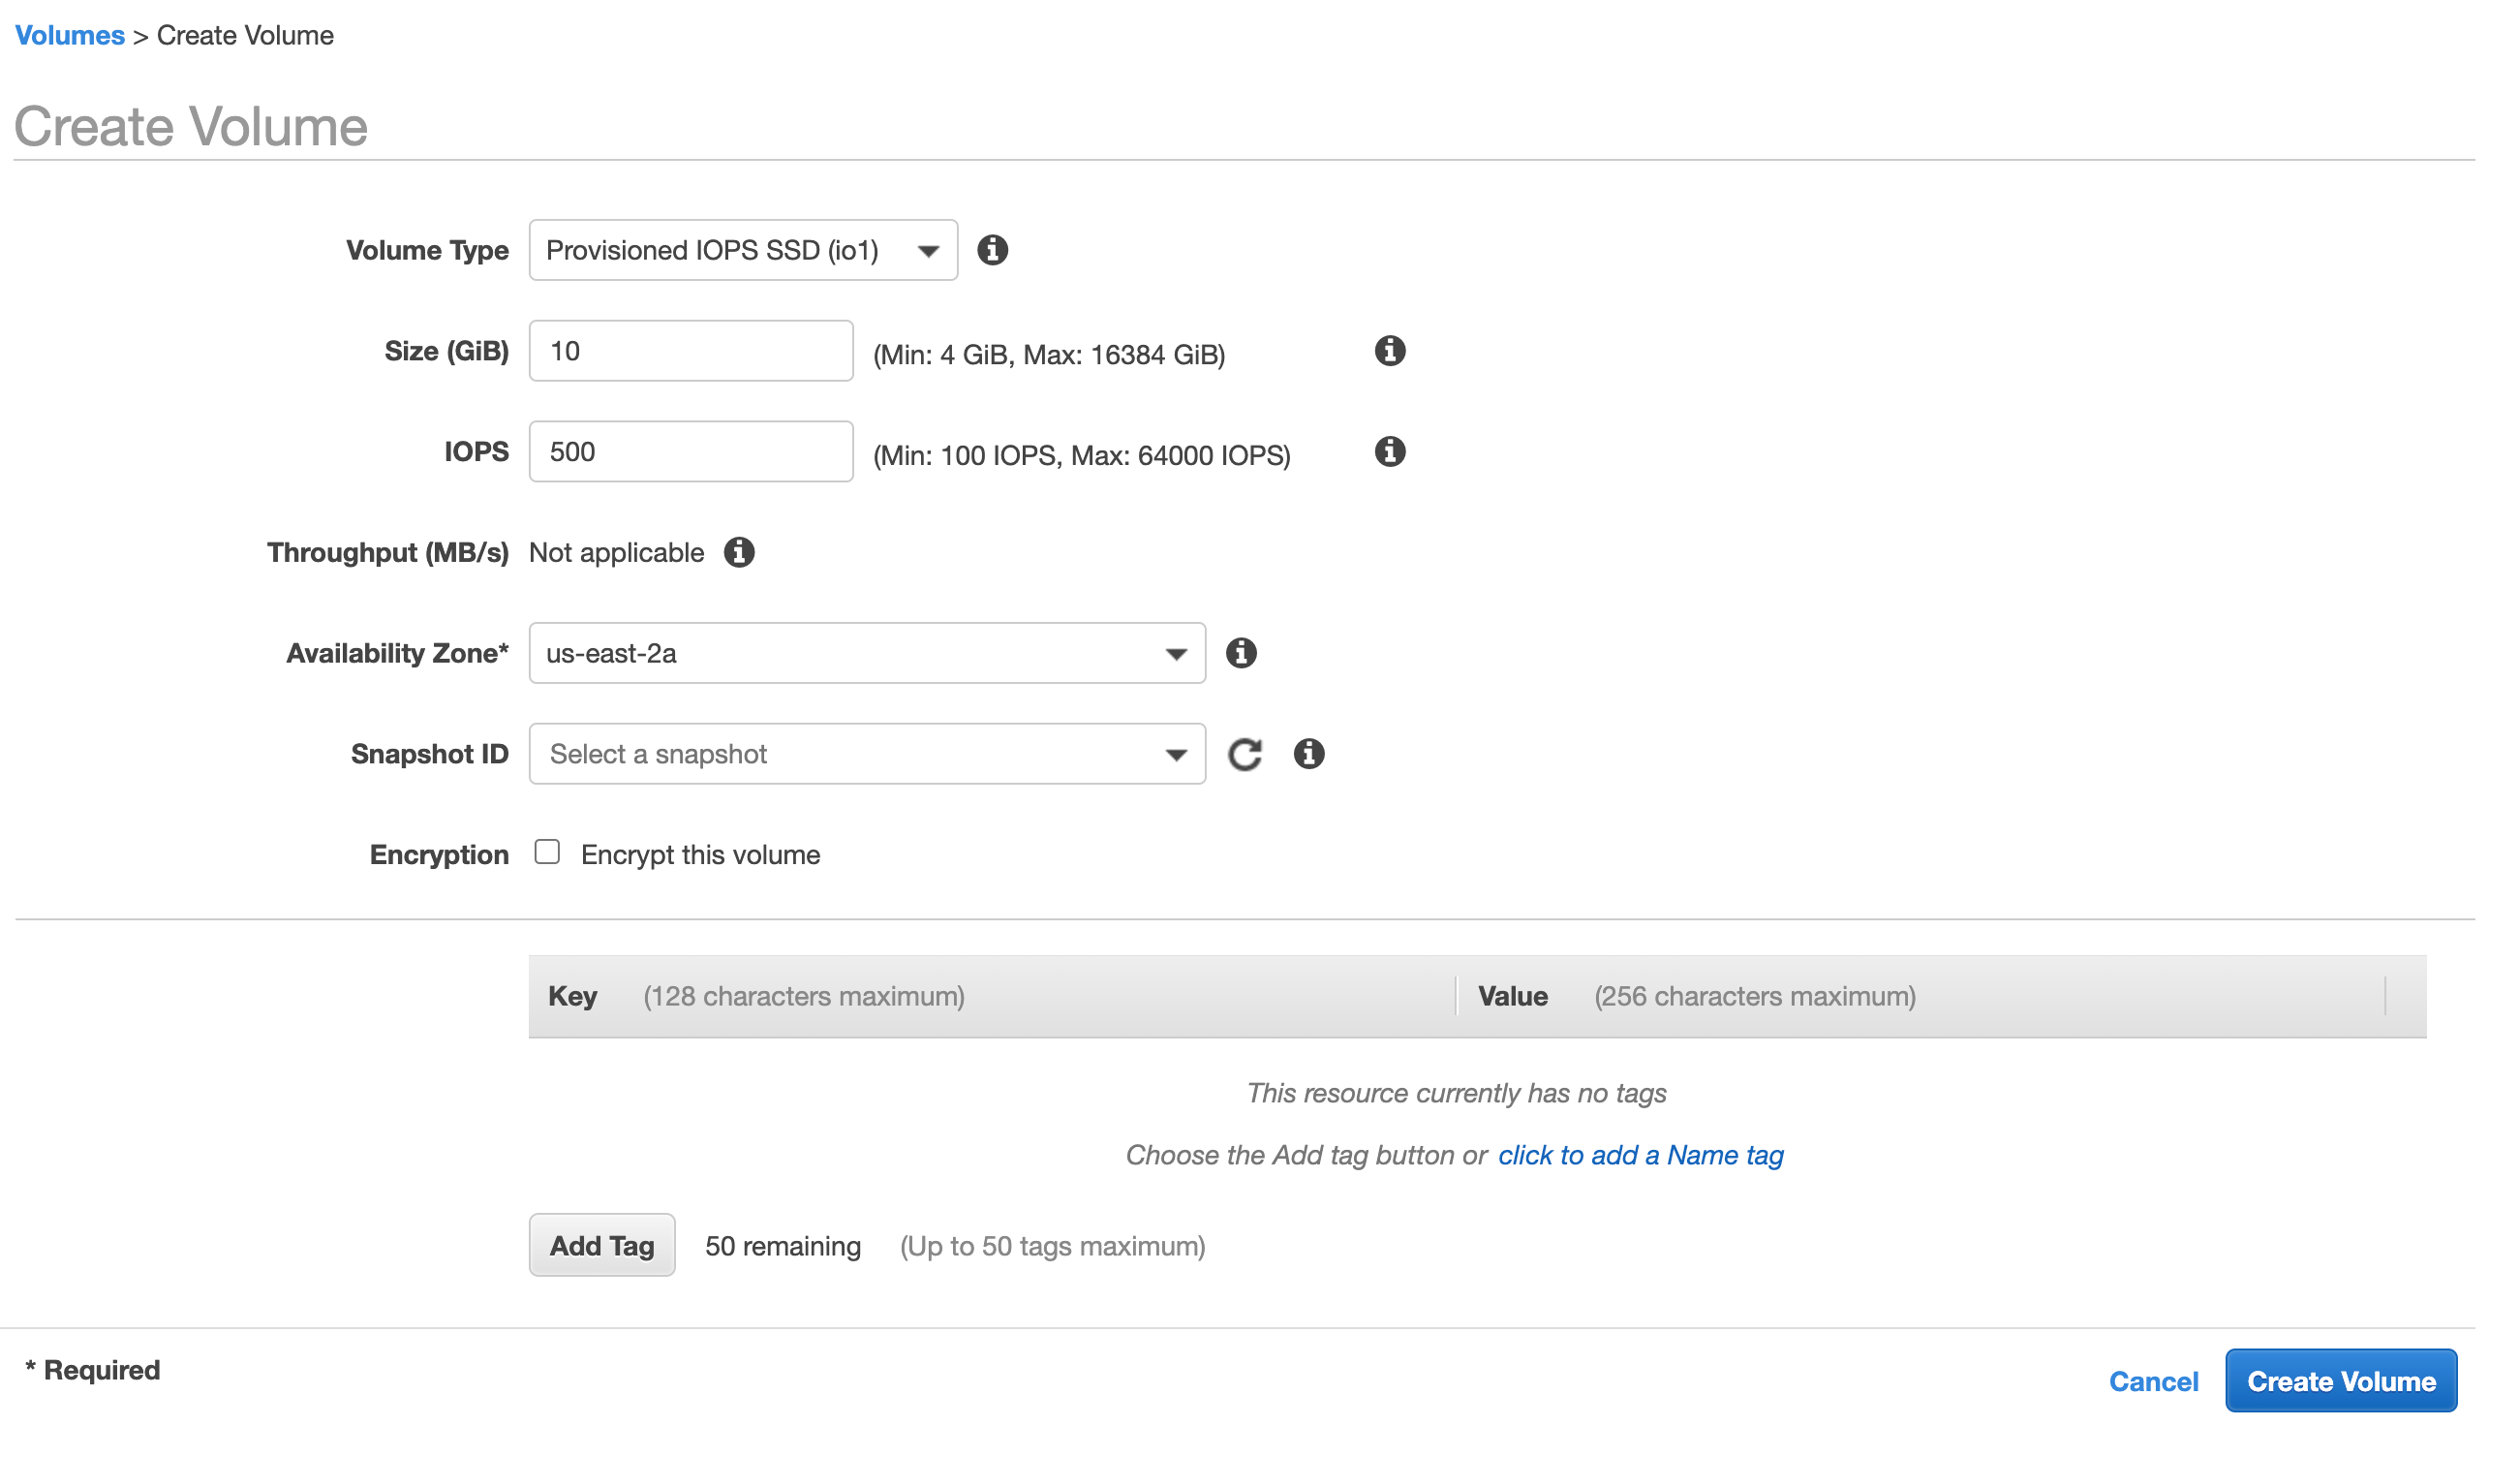 Volumes > Create Volume
Create Volume
Volume Type Provisioned IOPS SSD (io1)
Size (GiB) 10 (Min: 4 GiB, Max: 16384 GiB)
IOPS 500 (Min: 100 IOPS, Max: 64000 IOPS)
Throughput (MB/s) Not applicable
Availability Zone* us-east-2a
Snapshot ID Select a snapshot
Encryption Encrypt this volume
Key (128 characters maximum) Value (256 characters maximum)
This resource currently has no tags
Choose the Add tag button or click to add a Name tag
Add Tag 50 remaining (Up to 50 tags maximum)
* Required Cancel Create Volume